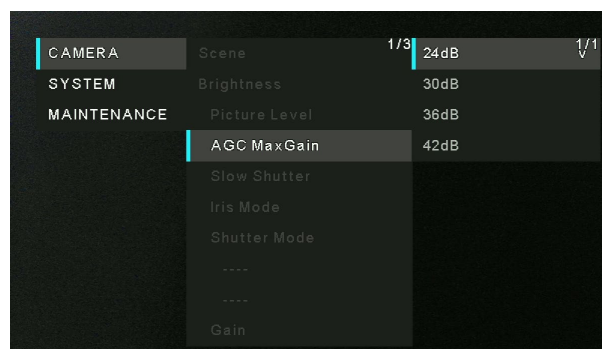 CAMERA
SYSTEM
MAINTENANCE
1/3
Scene
Brightness
Picture Level
AGC MaxGain
Slow Shutter
Iris Mode
Shutter Mode
----
----
Gain
1/1
24dB
30dB
36dB
42dB